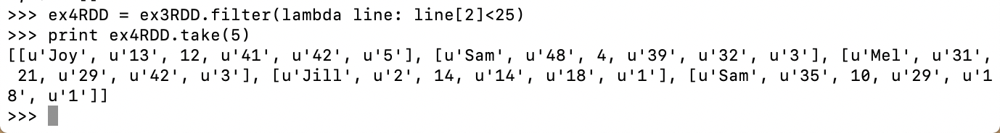 >>> ex4RDD = ex3RDD.filter(lambda line: line[2]<25)
>>> print ex4RDD.take(5)
[[u'Joy', u'13', 12, u'41', u'42', u'5'], [u'Sam', u'48', 4, u'39', u'32', u'3'], [u'Mel', u'31',
 21, u'29', u'42', u'3'], [u'Jill', u'2', 14, u'14', u'18', u'1'], [u'Sam', u'35', 10, u'29', u'1
8', u'1']]
>>>